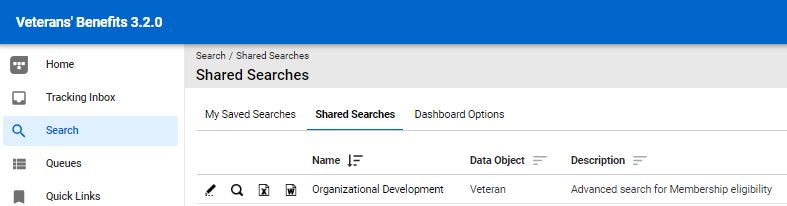 Veterans' Benefits 3.2.0
Home
Tracking Inbox
Search
Queues
Quick Links
Search / Shared Searches
Shared Searches
My Saved Searches Shared Searches Dashboard Options
Name Data Object Description
Organizational Development Veteran Advanced search for Membership eligibility